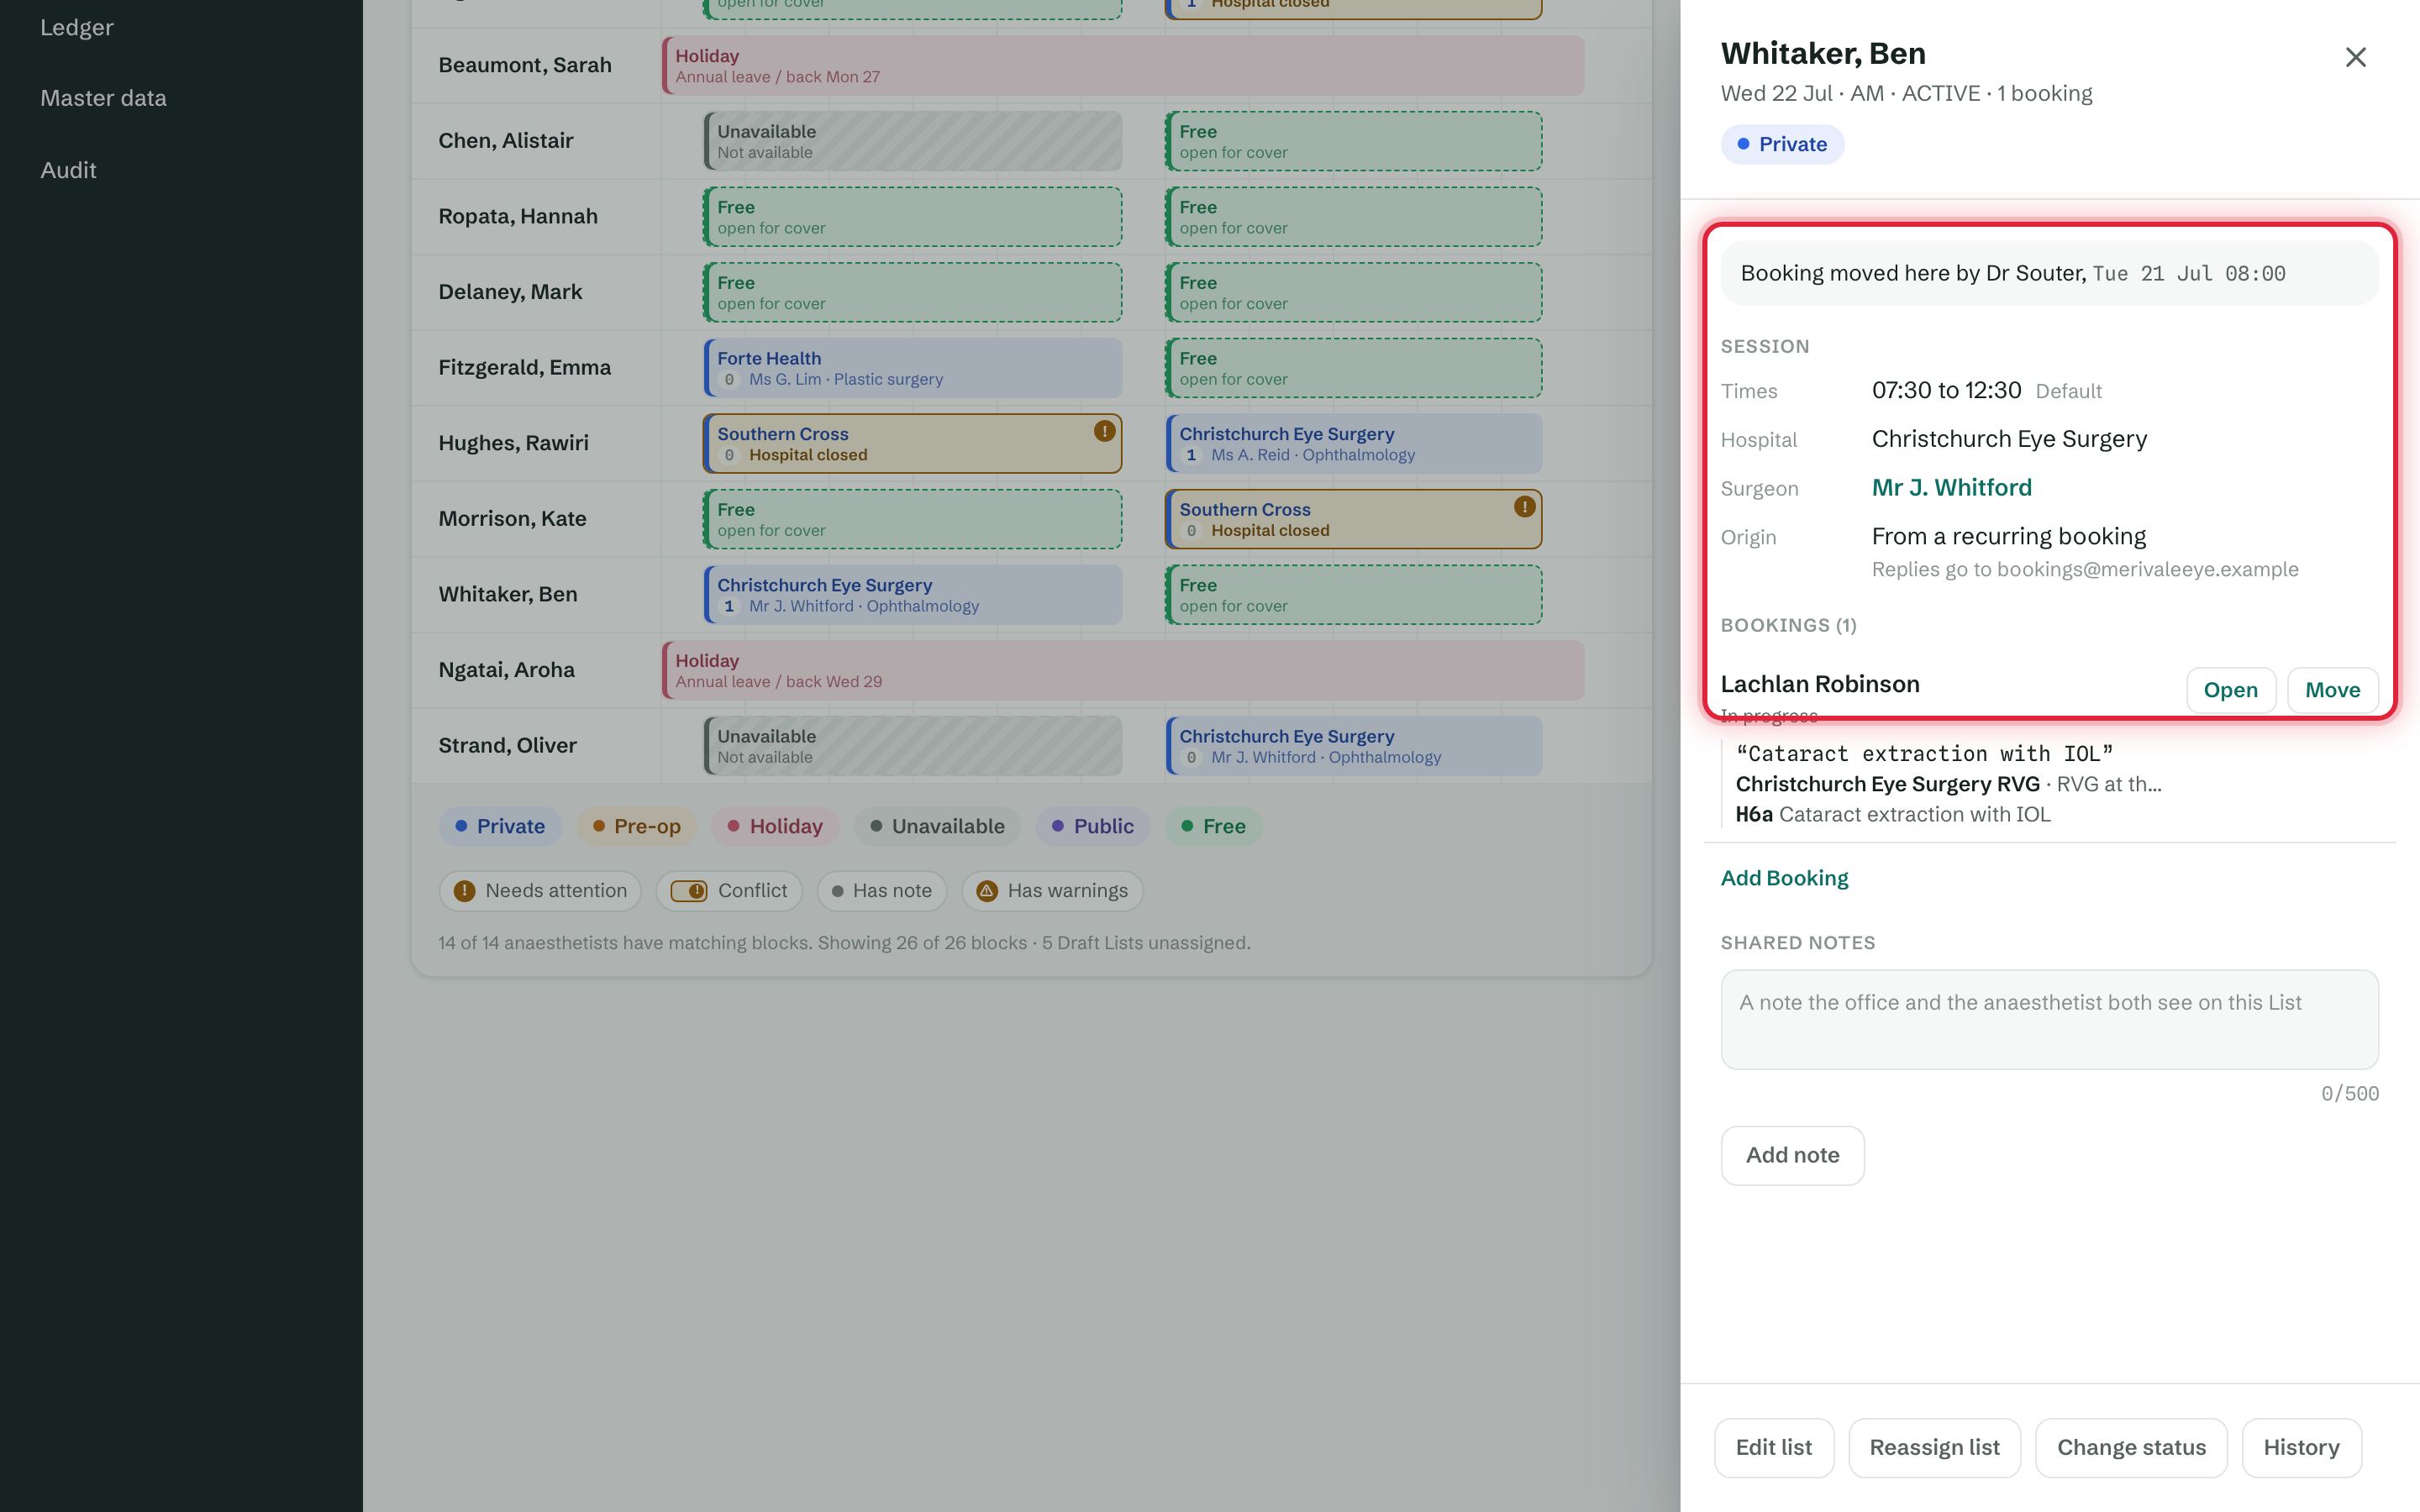 Ledger
Master data
Audit
open for cover
1 Hospital closed
Beaumont, Sarah
Holiday
Annual leave / back Mon 27
Chen, Alistair
Unavailable
Not available
Free
open for cover
Ropata, Hannah
Free
open for cover
Free
open for cover
Delaney, Mark
Free
open for cover
Free
open for cover
Fitzgerald, Emma
Forte Health
0 Ms G. Lim · Plastic surgery
Free
open for cover
Hughes, Rawiri
Southern Cross
0 Hospital closed
!
Christchurch Eye Surgery
1 Ms A. Reid · Ophthalmology
Morrison, Kate
Free
open for cover
Southern Cross
0 Hospital closed
!
Whitaker, Ben
Christchurch Eye Surgery
1 Mr J. Whitford · Ophthalmology
Free
open for cover
Ngatai, Aroha
Holiday
Annual leave / back Wed 29
Strand, Oliver
Unavailable
Not available
Christchurch Eye Surgery
0 Mr J. Whitford · Ophthalmology
Private Pre-op Holiday Unavailable Public Free
! Needs attention ! Conflict Has note Has warnings
14 of 14 anaesthetists have matching blocks. Showing 26 of 26 blocks · 5 Draft Lists unassigned.
Whitaker, Ben
Wed 22 Jul · AM · ACTIVE · 1 booking
Private
Booking moved here by Dr Souter, Tue 21 Jul 08:00
SESSION
Times 07:30 to 12:30 Default
Hospital Christchurch Eye Surgery
Surgeon Mr J. Whitford
Origin From a recurring booking
Replies go to bookings@merivaleeye.example
BOOKINGS (1)
Lachlan Robinson Open Move
In progress
“Cataract extraction with IOL”
Christchurch Eye Surgery RVG · RVG at th…
H6a Cataract extraction with IOL
Add Booking
SHARED NOTES
A note the office and the anaesthetist both see on this List
0/500
Add note
Edit list Reassign list Change status History